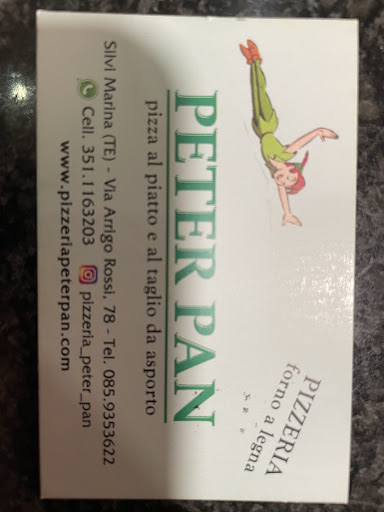 PIZZERIA
forno a legna
PETER PAN
pizza al piatto e al taglio da asporto
Silvi Marina (TE) - Via Arrigo Rossi, 78 - Tel. 085.9353622
Cell. 351.1163203 pizzeria_peter_pan
www.pizzeriapeterpan.com